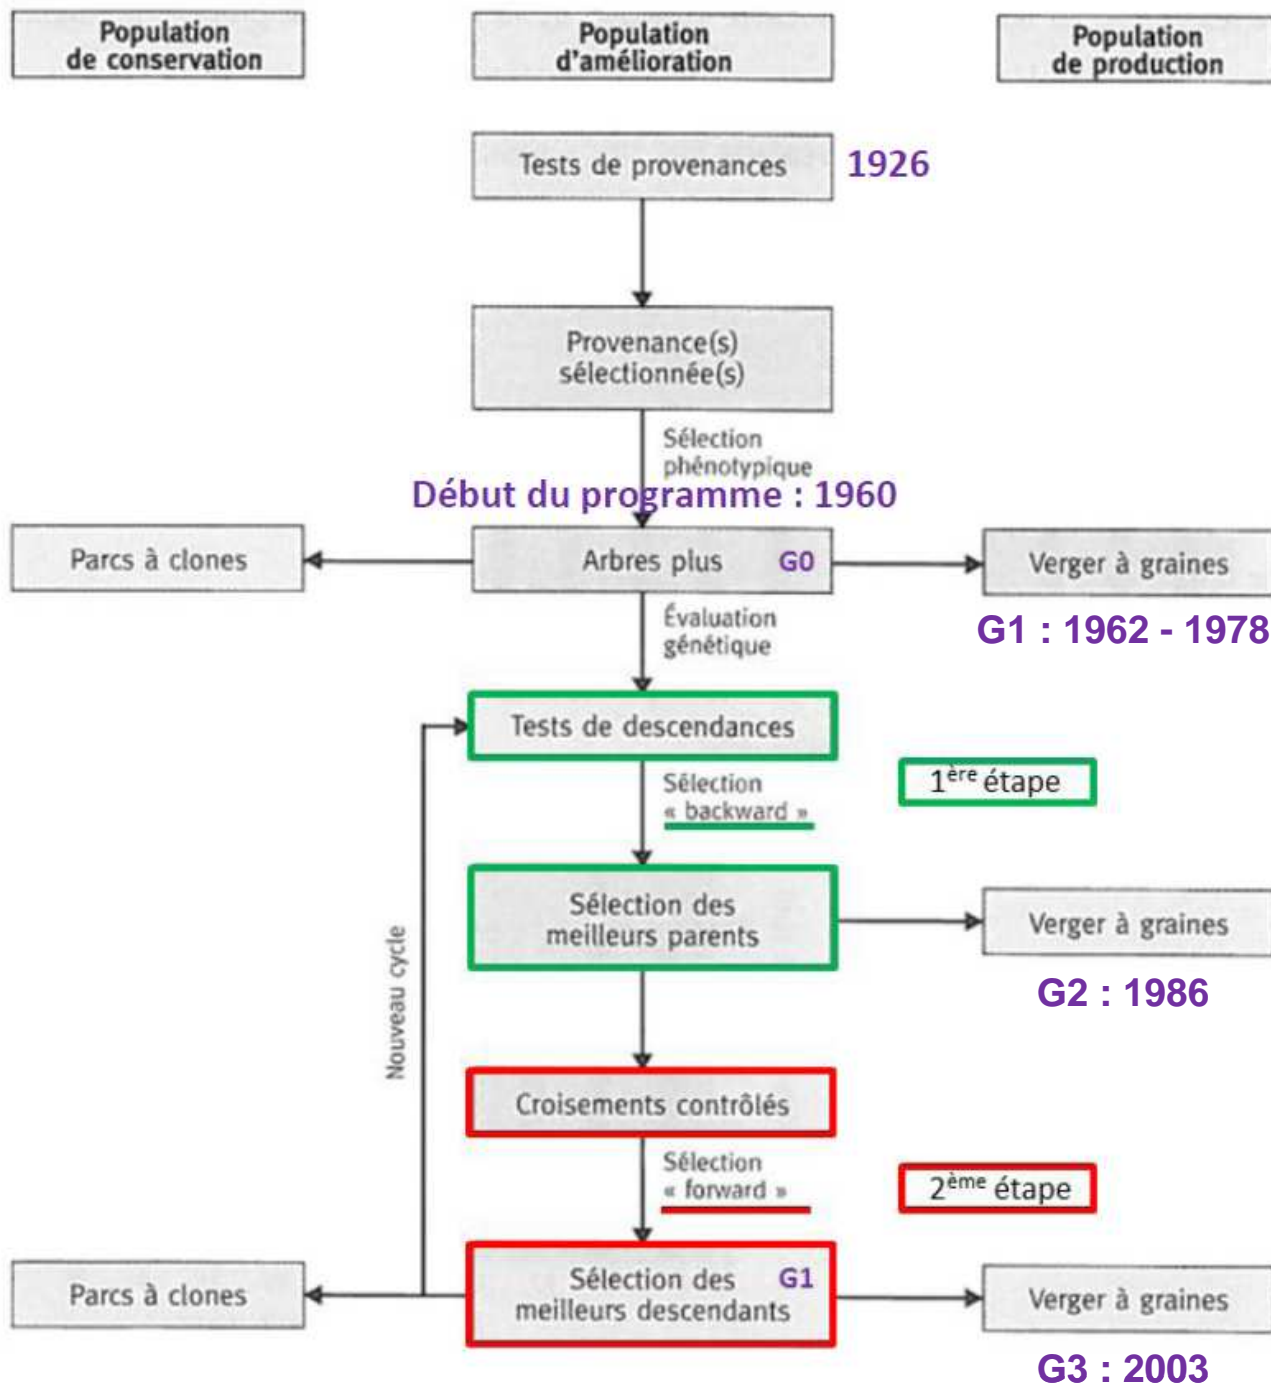 Population
de conservation
Population
d'amélioration
Population
de production
Tests de provenances
1926
Provenance(s)
sélectionnée(s)
Sélection
phénotypique
Début du programme : 1960
Parcs à clones
Arbres plus G0
Verger à graines
G1 : 1962 - 1978
Évaluation
génétique
Tests de descendances
1ère étape
Sélection
« backward »
Sélection des
meilleurs parents
Verger à graines
G2 : 1986
Nouveau cycle
Croisements contrôlés
Sélection
« forward »
2ème étape
Parcs à clones
Sélection des G1
meilleurs descendants
Verger à graines
G3 : 2003